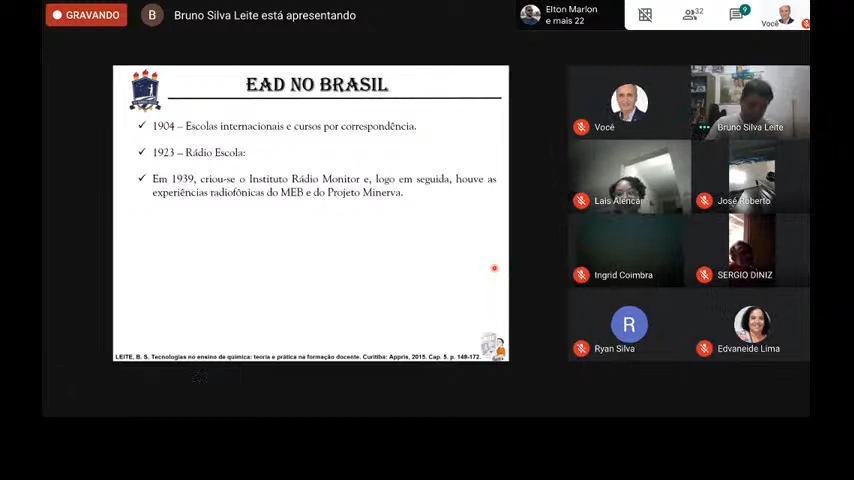 GRAVANDO
B
Bruno Silva Leite está apresentando
Elton Marlon
e mais 22
32
9
Você
EAD NO BRASIL
✓ 1904 – Escolas internacionais e cursos por correspondência.
✓ 1923 – Rádio Escola:
✓ Em 1939, criou-se o Instituto Rádio Monitor e, logo em seguida, houve as
experiências radiofônicas do MEB e do Projeto Minerva.
LEITE, B. S. Tecnologias no ensino de química: teoria e prática na formação docente. Curitiba: Appris, 2015. Cap. 5. p. 149-172.
Você
Bruno Silva Leite
Lais Alencar
José Roberto
Ingrid Coimbra
SERGIO DINIZ
R
Ryan Silva
Edvaneide Lima